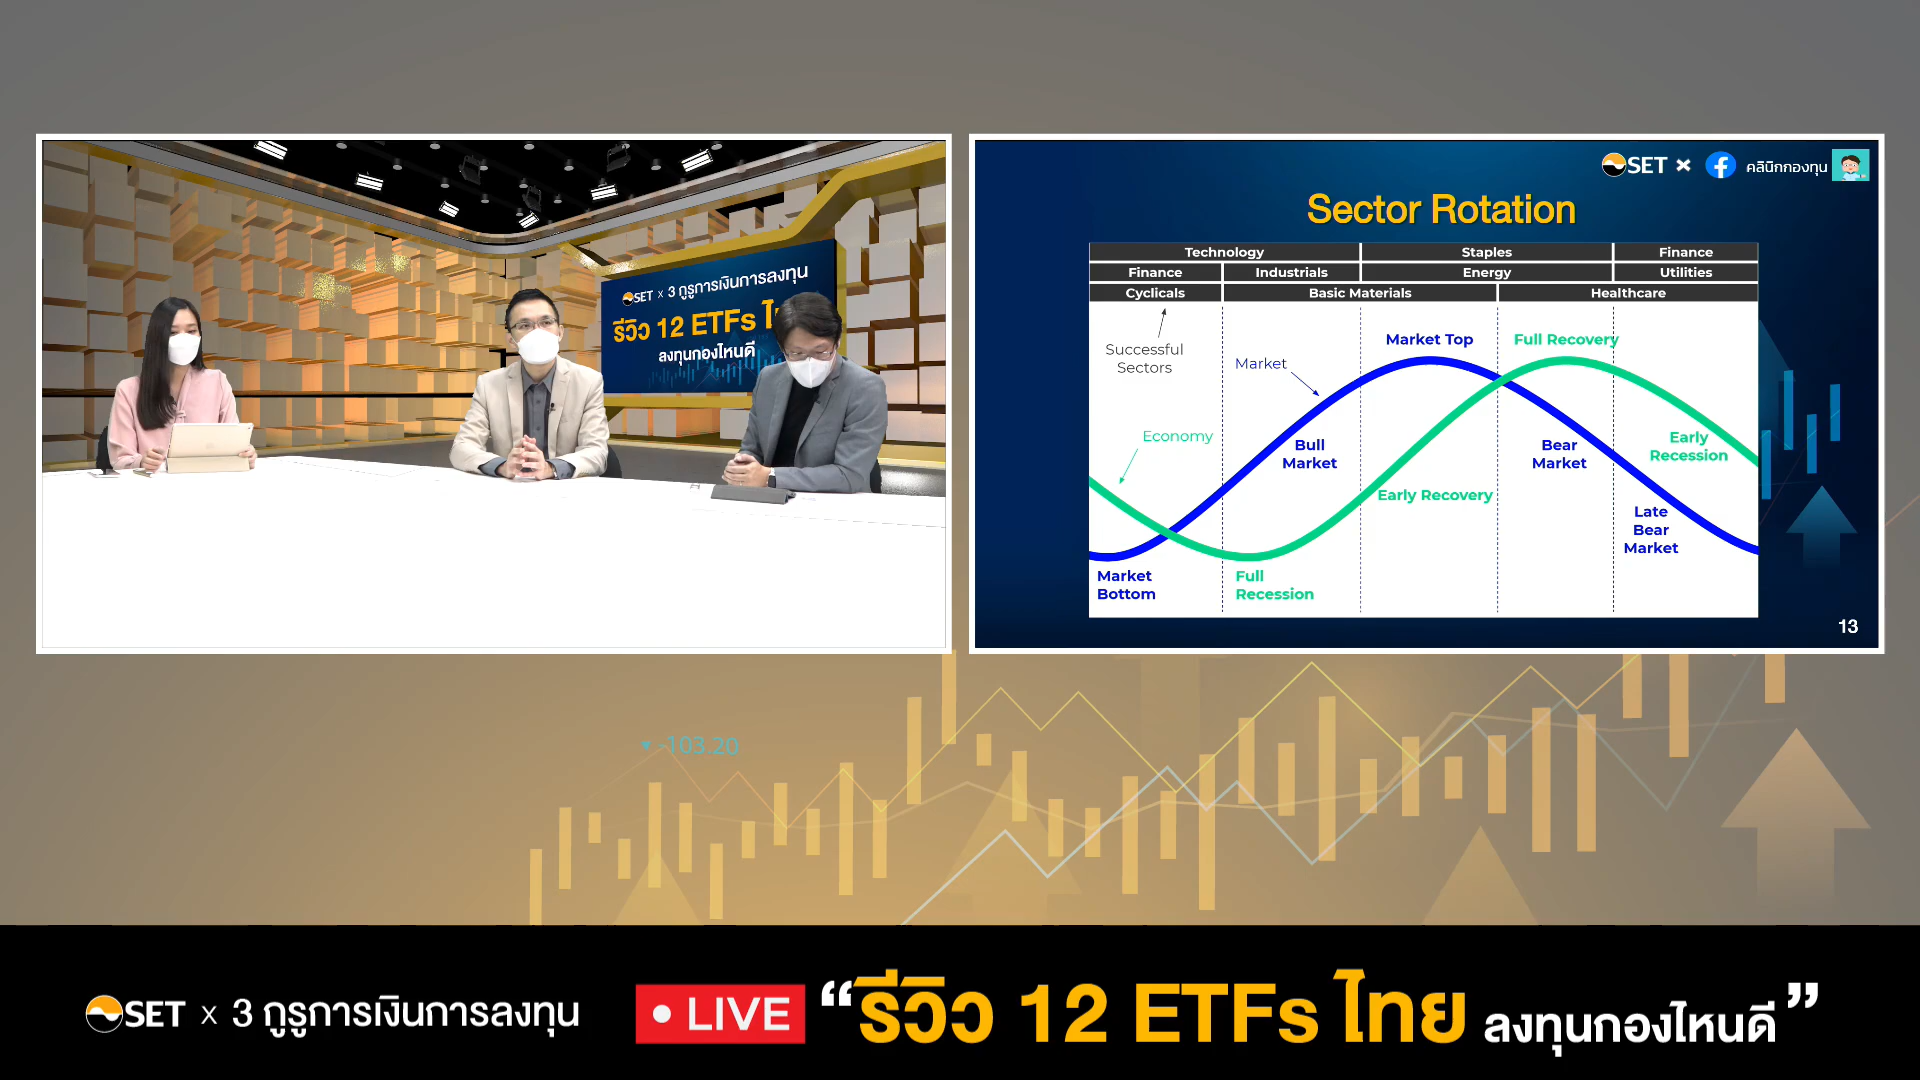 SET x 3 กูรูการเงินการลงทุน
รีวิว 12 ETFs
ลงทุนกองไหนดี
SET × f คลินิกกองทุน
Sector Rotation
Technology Staples Finance
Finance Industrials Energy Utilities
Cyclicals Basic Materials Healthcare
Successful
Sectors
Market
Market Top
Full Recovery
Economy
Bull
Market
Bear
Market
Early
Recession
Early Recovery
Late
Bear
Market
Market
Bottom
Full
Recession
13
▼ -103.20
SET x 3 กูรูการเงินการลงทุน
• LIVE
“รีวิว 12 ETFs ไทย ลงทุนกองไหนดี”